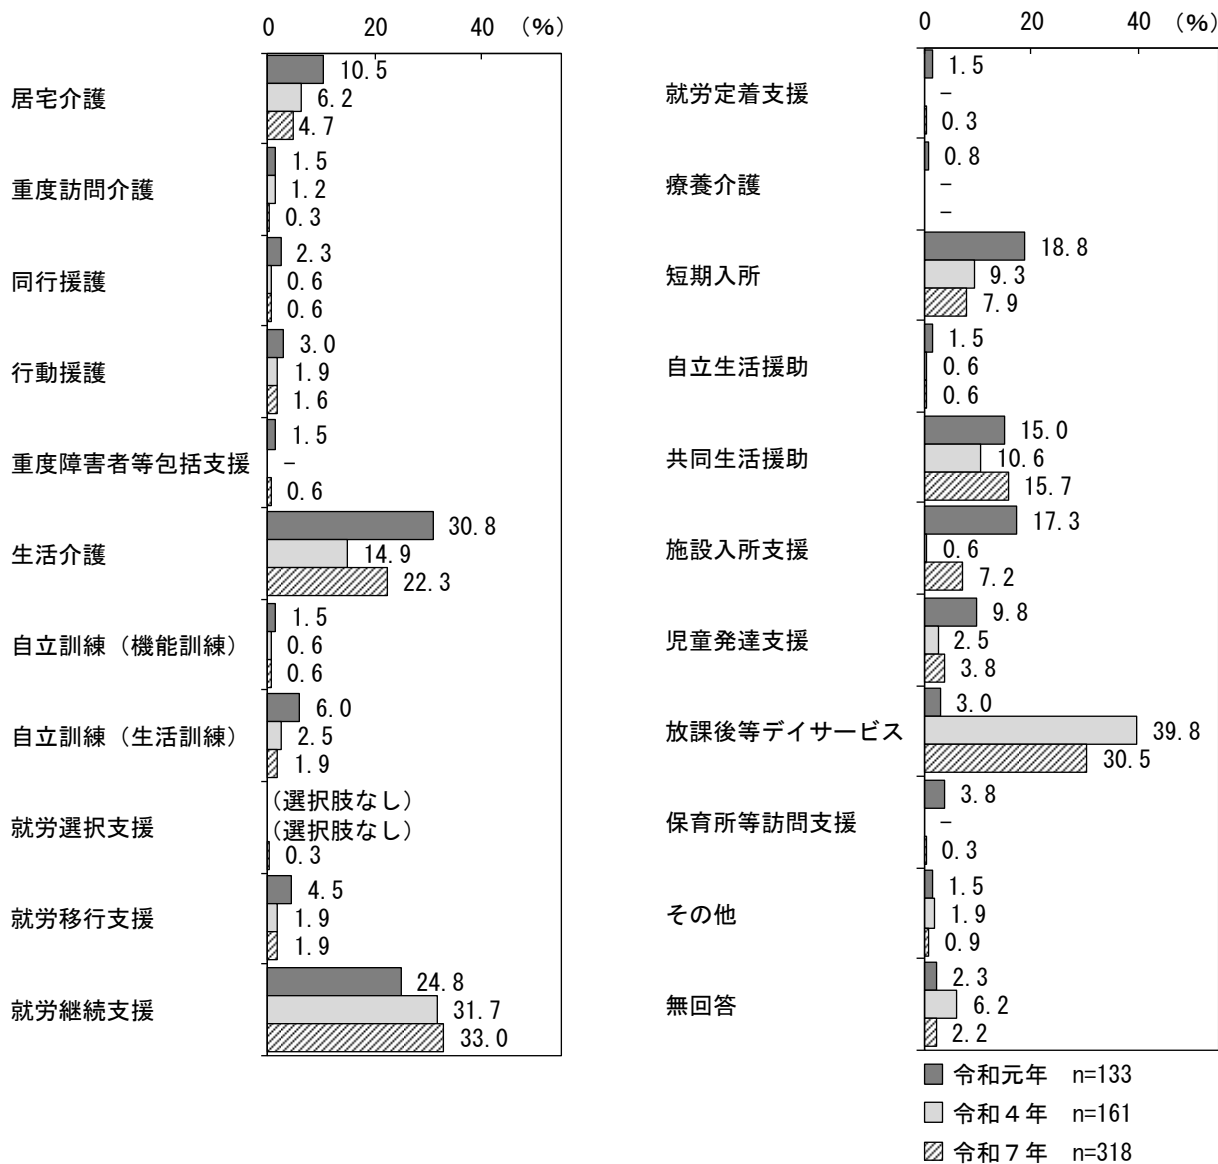 0 20 40 （%）
居宅介護
10.5
6.2
4.7
重度訪問介護
1.5
1.2
0.3
同行援護
2.3
0.6
0.6
行動援護
3.0
1.9
1.6
重度障害者等包括支援
1.5
－
0.6
生活介護
30.8
14.9
22.3
自立訓練（機能訓練）
1.5
0.6
0.6
自立訓練（生活訓練）
6.0
2.5
1.9
就労選択支援
（選択肢なし）
（選択肢なし）
0.3
就労移行支援
4.5
1.9
1.9
就労継続支援
24.8
31.7
33.0
0 20 40 （%）
就労定着支援
1.5
－
0.3
療養介護
0.8
－
－
短期入所
18.8
9.3
7.9
自立生活援助
1.5
0.6
0.6
共同生活援助
15.0
10.6
15.7
施設入所支援
17.3
0.6
7.2
児童発達支援
9.8
2.5
3.8
放課後等デイサービス
3.0
39.8
30.5
保育所等訪問支援
3.8
－
0.3
その他
1.5
1.9
0.9
無回答
2.3
6.2
2.2
令和元年 n=133
令和４年 n=161
令和７年 n=318